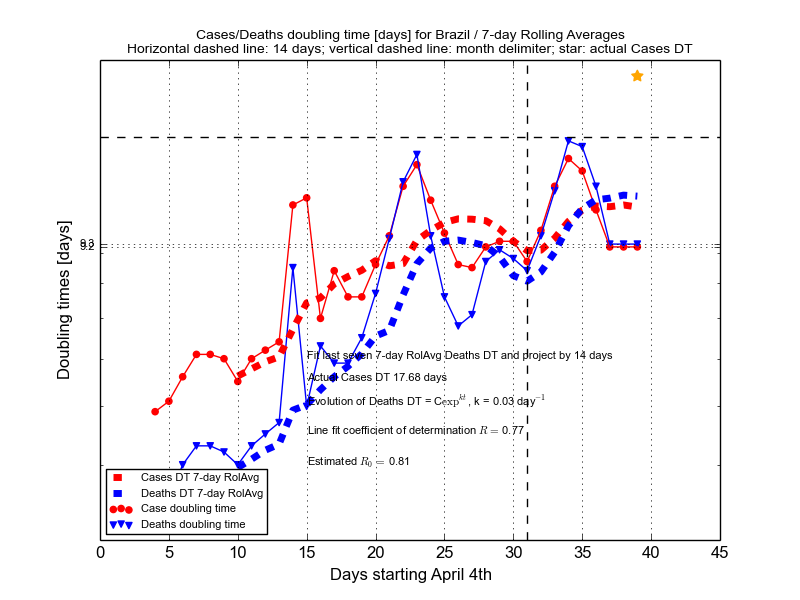 Cases/Deaths doubling time [days] for Brazil / 7-day Rolling Averages
Horizontal dashed line: 14 days; vertical dashed line: month delimiter; star: actual Cases DT
Doubling times [days]
9.2
Fit last seven 7-day RolAvg Deaths DT and project by 14 days
Actual Cases DT 17.68 days
Evolution of Deaths DT = Cexp^{kt}, k = 0.03 day^{-1}
Line fit coefficient of determination R = 0.77
Estimated R_0 = 0.81
Cases DT 7-day RolAvg
Deaths DT 7-day RolAvg
Case doubling time
Deaths doubling time
0 5 10 15 20 25 30 35 40 45
Days starting April 4th